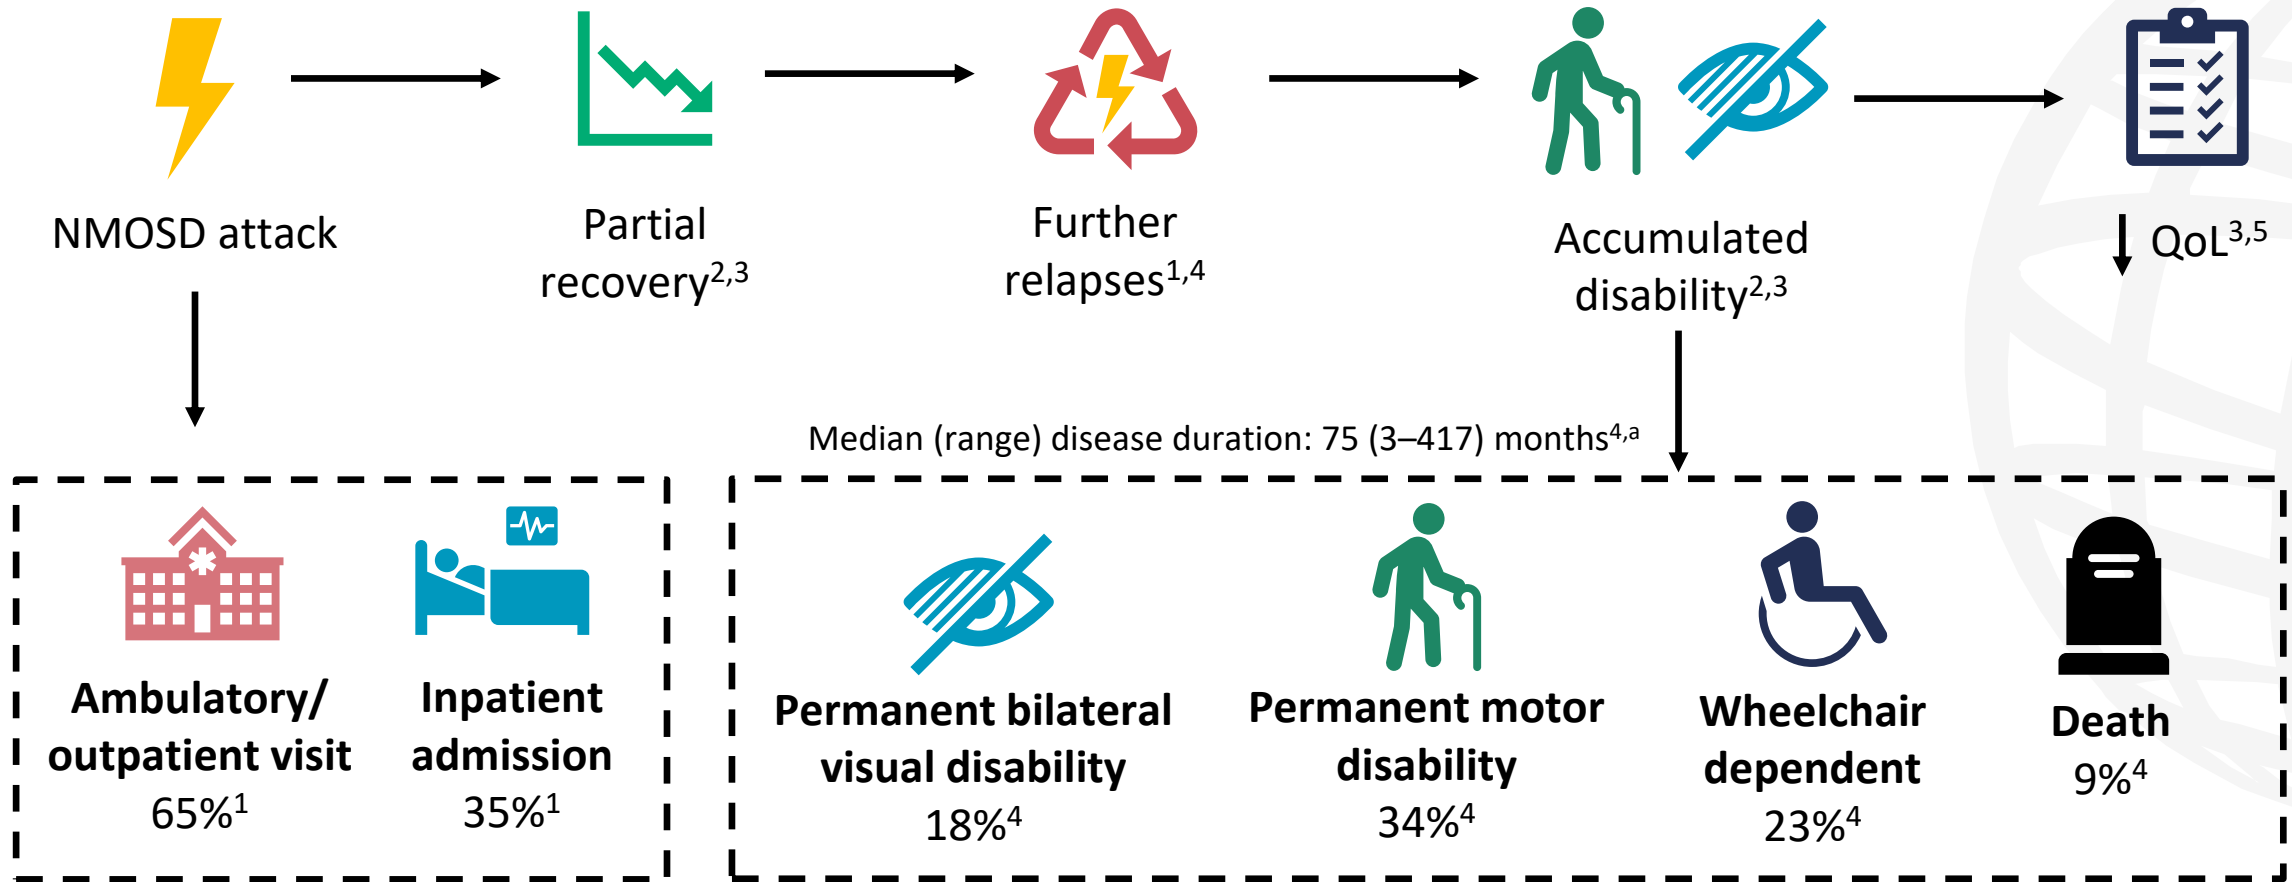 NMOSD attack
Partial
recovery2,3
Further
relapses1,4
Accumulated
disability2,3
QoL3,5
Median (range) disease duration: 75 (3–417) months4,a
Ambulatory/
outpatient visit
65%1
Inpatient
admission
35%1
Permanent bilateral
visual disability
18%4
Permanent motor
disability
34%4
Wheelchair
dependent
23%4
Death
9%4